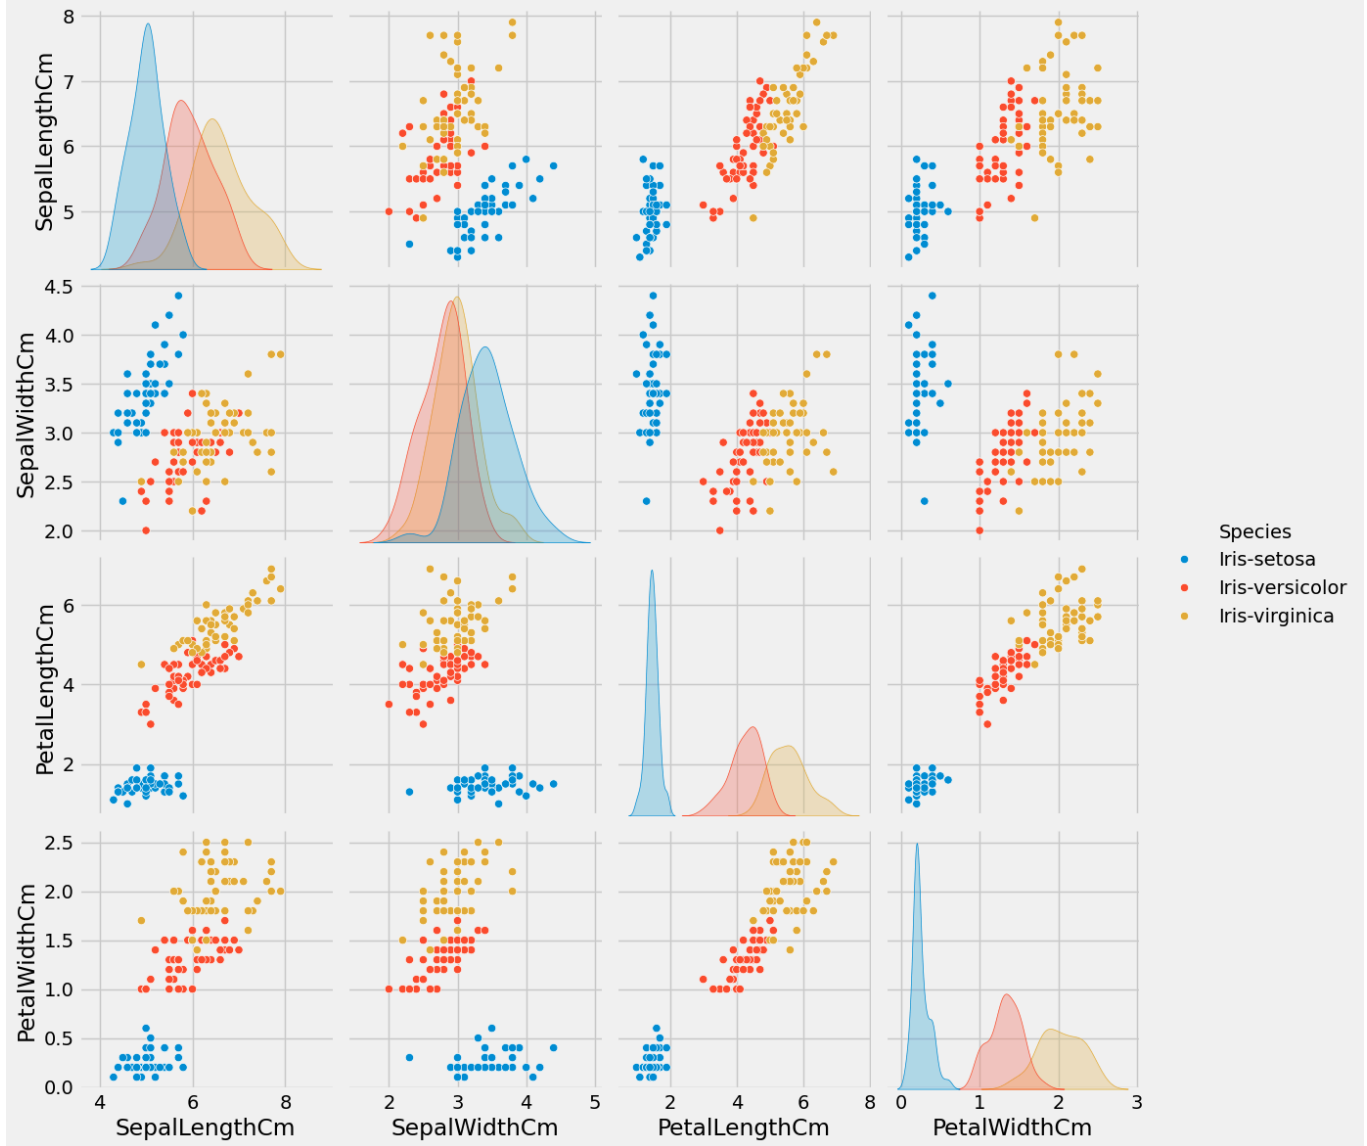 8
7
6
5
SepalLengthCm
4.5
4.0
3.5
3.0
2.5
2.0
SepalWidthCm
Species
Iris-setosa
Iris-versicolor
Iris-virginica
6
4
2
PetalLengthCm
2.5
2.0
1.5
1.0
0.5
0.0
PetalWidthCm
4 6 8 2 3 4 5 2 4 6 8 0 1 2 3
SepalLengthCm SepalWidthCm PetalLengthCm PetalWidthCm